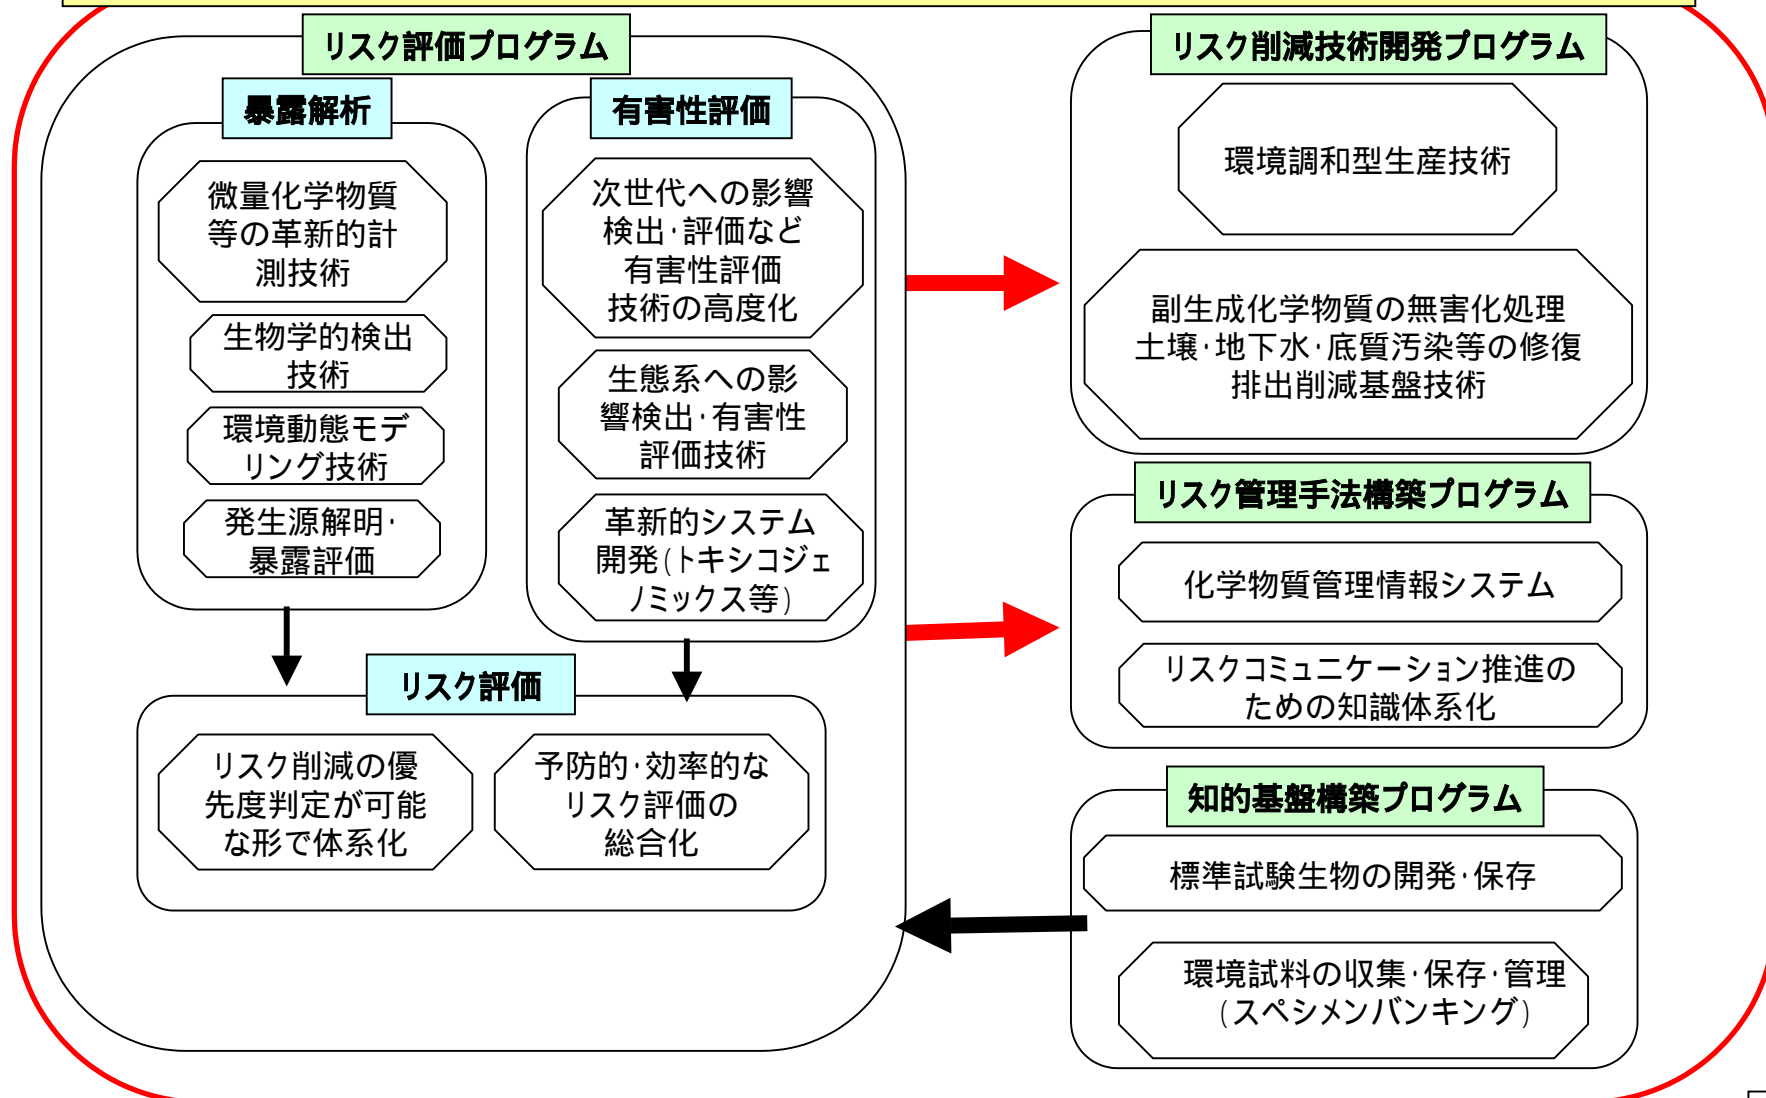 リスク評価プログラム
暴露解析
微量化学物質
等の革新的計
測技術
生物学的検出
技術
環境動態モデ
リング技術
発生源解明・
暴露評価
有害性評価
次世代への影響
検出・評価など
有害性評価
技術の高度化
生態系への影
響検出・有害性
評価技術
革新的システム
開発(トキシコジェ
ノミックス等)
リスク評価
リスク削減の優
先度判定が可能
な形で体系化
予防的・効率的な
リスク評価の
総合化
リスク削減技術開発プログラム
環境調和型生産技術
副生成化学物質の無害化処理
土壌・地下水・底質汚染等の修復
排出削減基盤技術
リスク管理手法構築プログラム
化学物質管理情報システム
リスクコミュニケーション推進の
ための知識体系化
知的基盤構築プログラム
標準試験生物の開発・保存
環境試料の収集・保存・管理
(スペシメンバンキング)